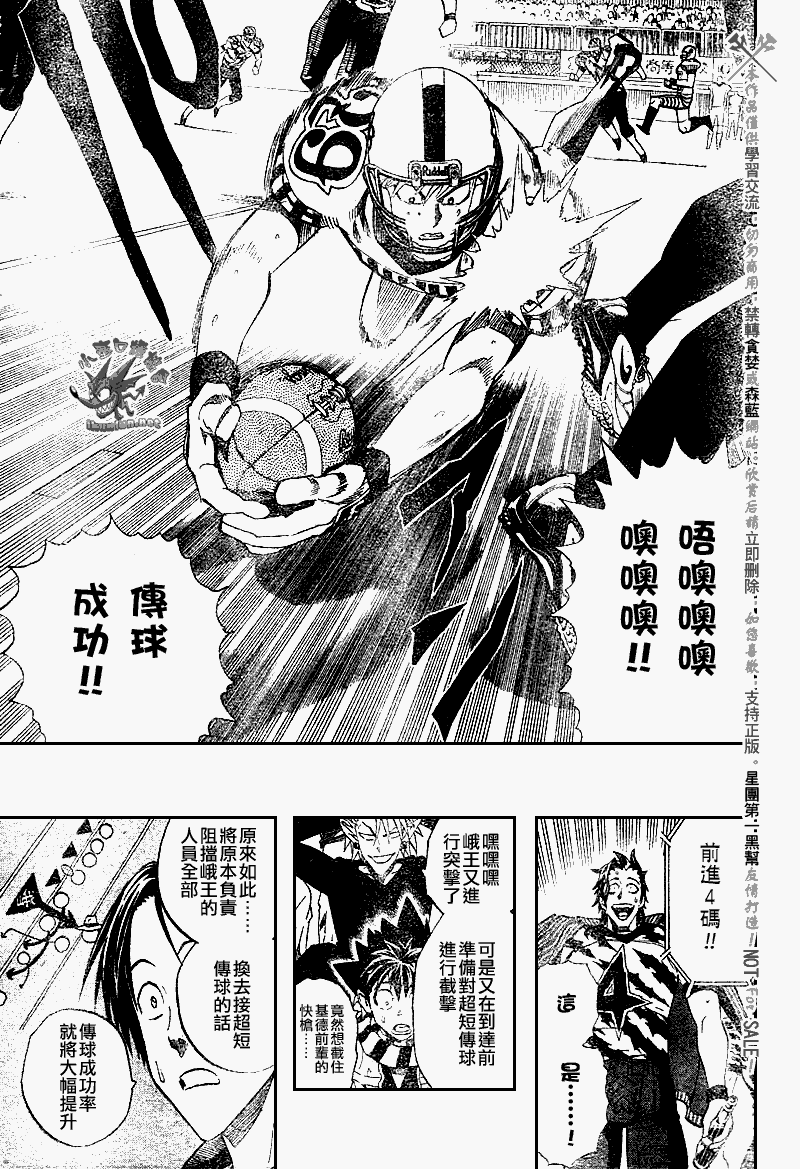 Riddell
唔噢噢噢
噢噢噢!!
傳球
成功!!
前進4碼!!
這是……!
4
嘿嘿嘿
峨王又進
行突擊了
可是又在到達前
準備對超短傳球
進行截擊
竟然想截住
基德前輩的
快槍……
原來如此……
將原本負責
阻擋峨王的
人員全部
換去接超短
傳球的話
傳球成功率
就將大幅提升
本作品僅供學習交流
切勿商用
禁轉貪婪
森藍網站
立即刪除…如您喜歡…支持正版。星團第二黑幫友情打造!NOT For SALE